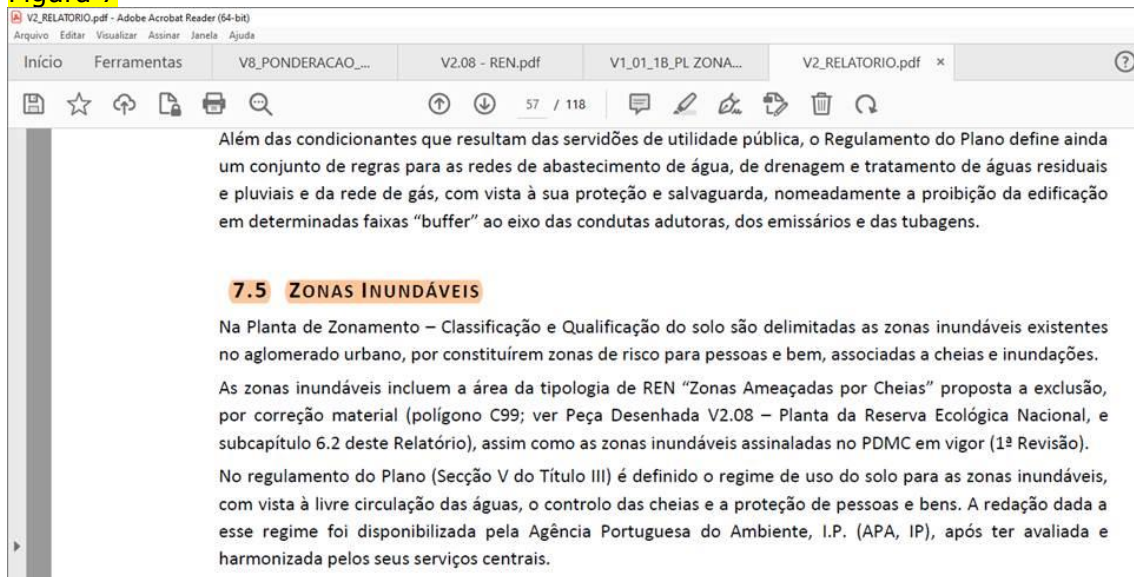 V2_RELATORIO.pdf - Adobe Acrobat Reader (64-bit)
Arquivo Editar Visualizar Assinar Janela Ajuda
Início Ferramentas V8_PONDERACAO_... V2.08 - REN.pdf V1_01_1B_PL ZONA... V2_RELATORIO.pdf × ?
57 / 118
Além das condicionantes que resultam das servidões de utilidade pública, o Regulamento do Plano define ainda
um conjunto de regras para as redes de abastecimento de água, de drenagem e tratamento de águas residuais
e pluviais e da rede de gás, com vista à sua proteção e salvaguarda, nomeadamente a proibição da edificação
em determinadas faixas “buffer” ao eixo das condutas adutoras, dos emissários e das tubagens.
7.5 ZONAS INUNDÁVEIS
Na Planta de Zonamento – Classificação e Qualificação do solo são delimitadas as zonas inundáveis existentes
no aglomerado urbano, por constituírem zonas de risco para pessoas e bem, associadas a cheias e inundações.
As zonas inundáveis incluem a área da tipologia de REN “Zonas Ameaçadas por Cheias” proposta a exclusão,
por correção material (polígono C99; ver Peça Desenhada V2.08 – Planta da Reserva Ecológica Nacional, e
subcapítulo 6.2 deste Relatório), assim como as zonas inundáveis assinaladas no PDMC em vigor (1ª Revisão).
No regulamento do Plano (Secção V do Título III) é definido o regime de uso do solo para as zonas inundáveis,
com vista à livre circulação das águas, o controlo das cheias e a proteção de pessoas e bens. A redação dada a
esse regime foi disponibilizada pela Agência Portuguesa do Ambiente, I.P. (APA, IP), após ter avaliada e
harmonizada pelos seus serviços centrais.